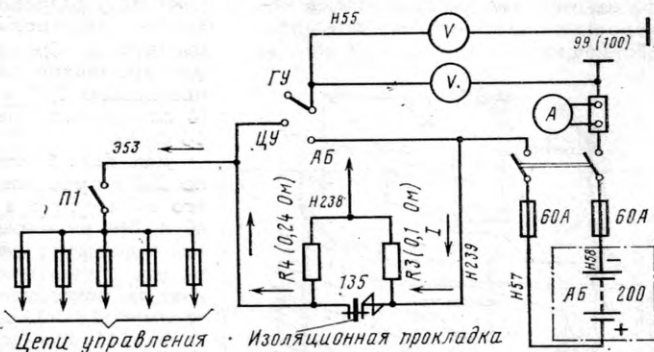 Н55
V
99 (100)
ГУ
V
А
ЦУ
АБ
Э53
П1
Н238
R4 (0,24 Ом)
R3 (0,1 Ом)
I
Н239
60А
60А
Н57
Н58
−
АБ
200
+
135
Цепи управления
Изоляционная прокладка